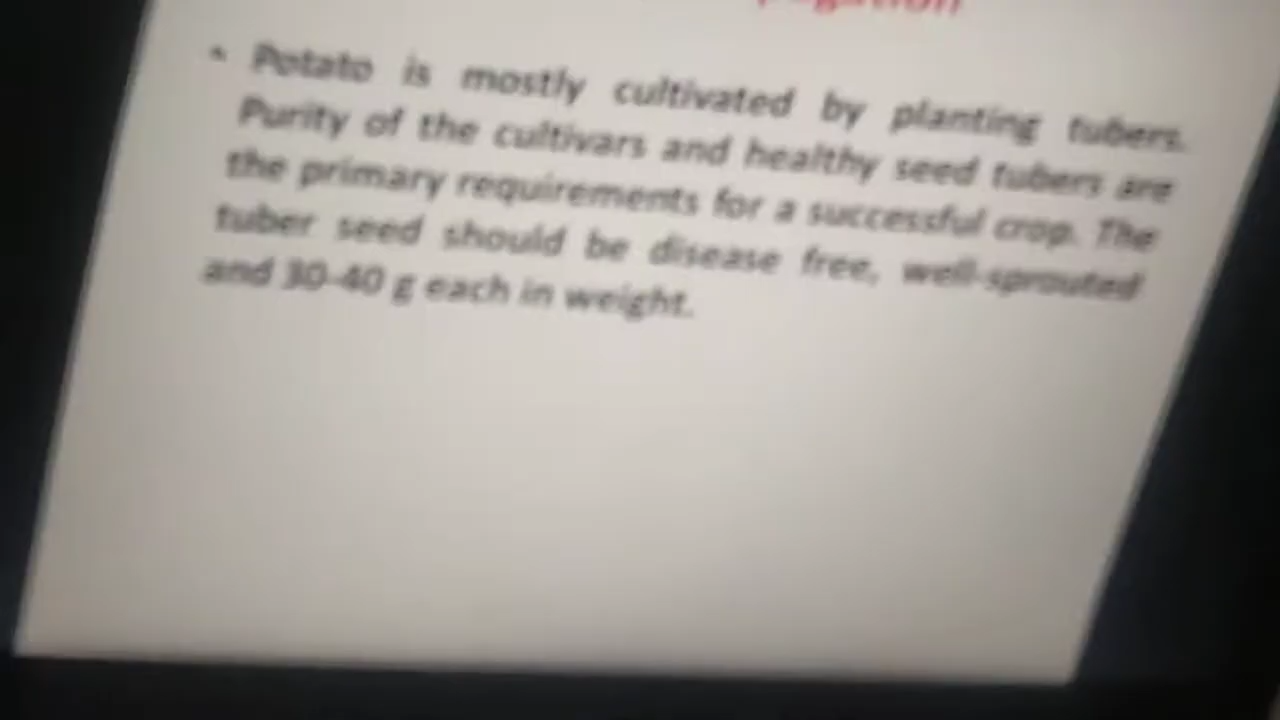 • Potato is mostly cultivated by planting tubers.
Purity of the cultivars and healthy seed tubers are
the primary requirements for a successful crop. The
tuber seed should be disease free, well-sprouted
and 30-40 g each in weight.